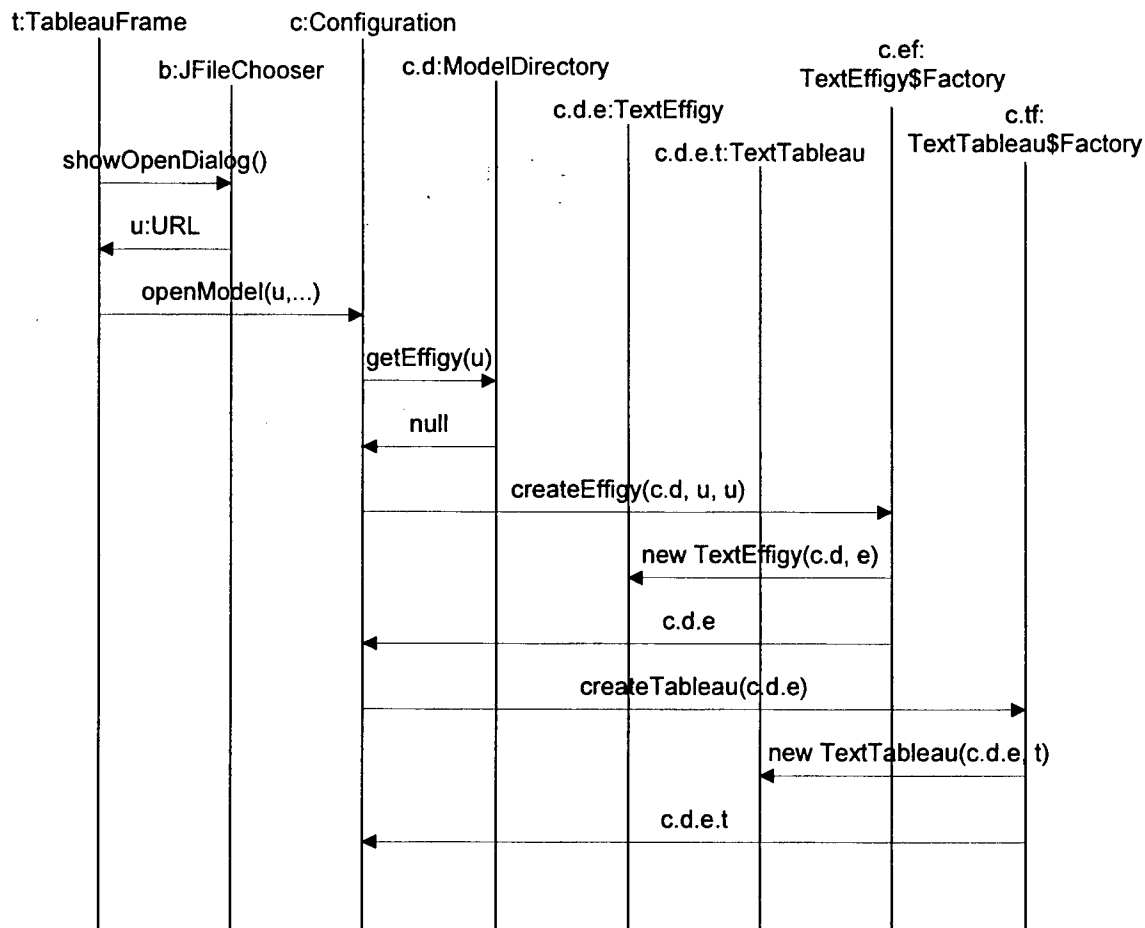 t:TableauFrame
c:Configuration
b:JFileChooser
c.d:ModelDirectory
c.ef:
TextEffigy$Factory
c.d.e:TextEffigy
c.tf:
TextTableau$Factory
c.d.e.t:TextTableau
showOpenDialog()
u:URL
openModel(u,...)
getEffigy(u)
null
createEffigy(c.d, u, u)
new TextEffigy(c.d, e)
c.d.e
createTableau(c.d.e)
new TextTableau(c.d.e, t)
c.d.e.t